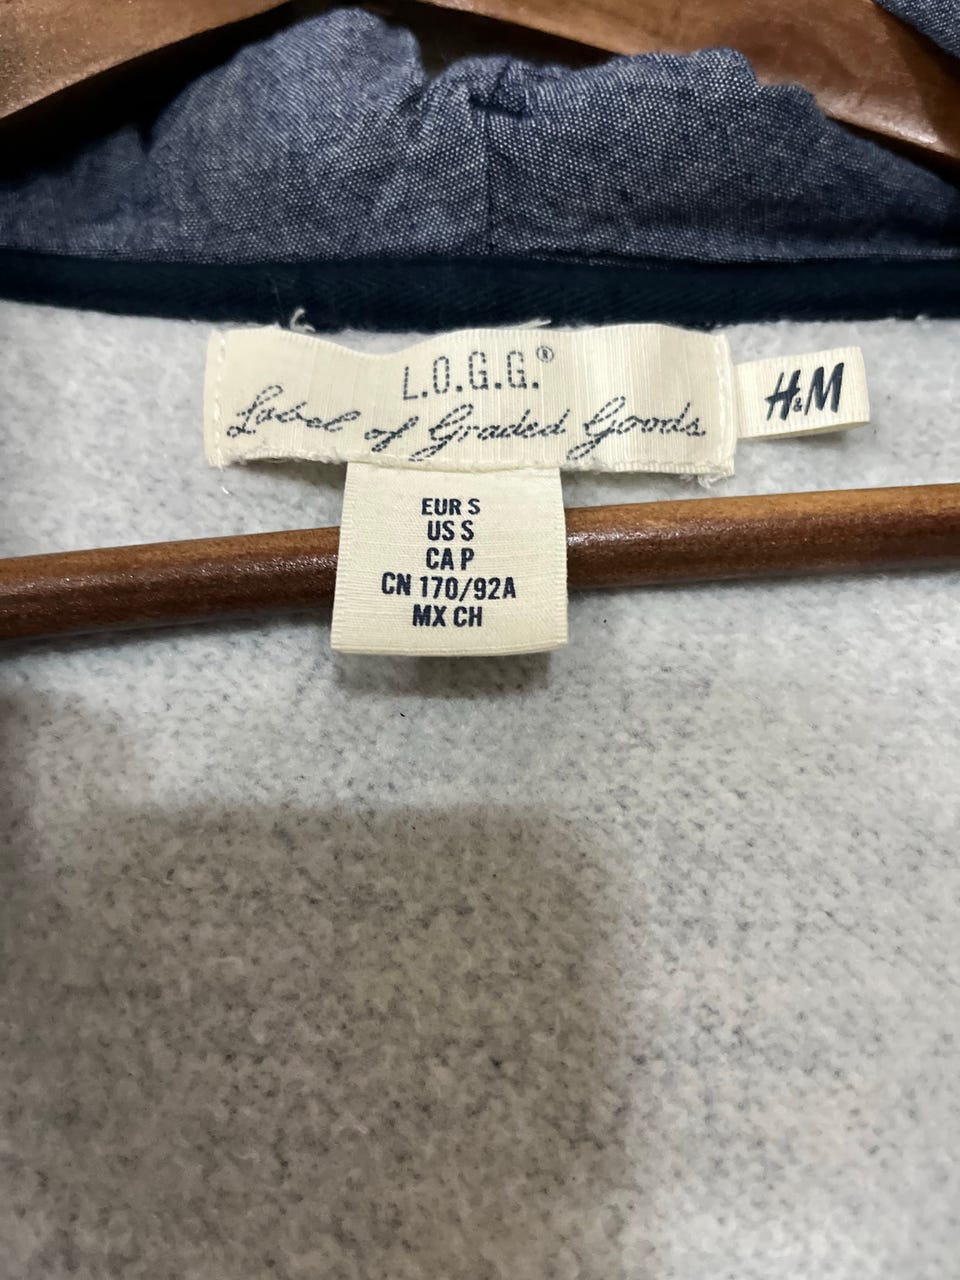 L.O.G.G.®
Label of Graded Goods
H&M
EUR S
US S
CA P
CN 170/92A
MX CH